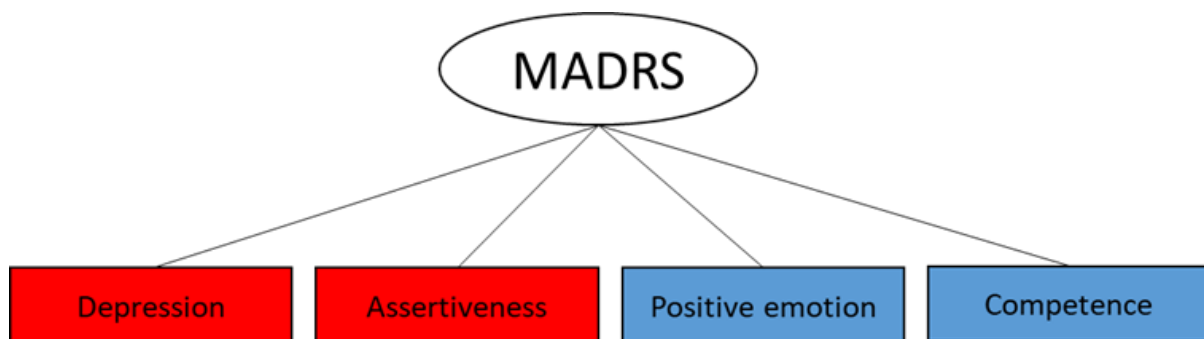 MADRS
Depression
Assertiveness
Positive emotion
Competence